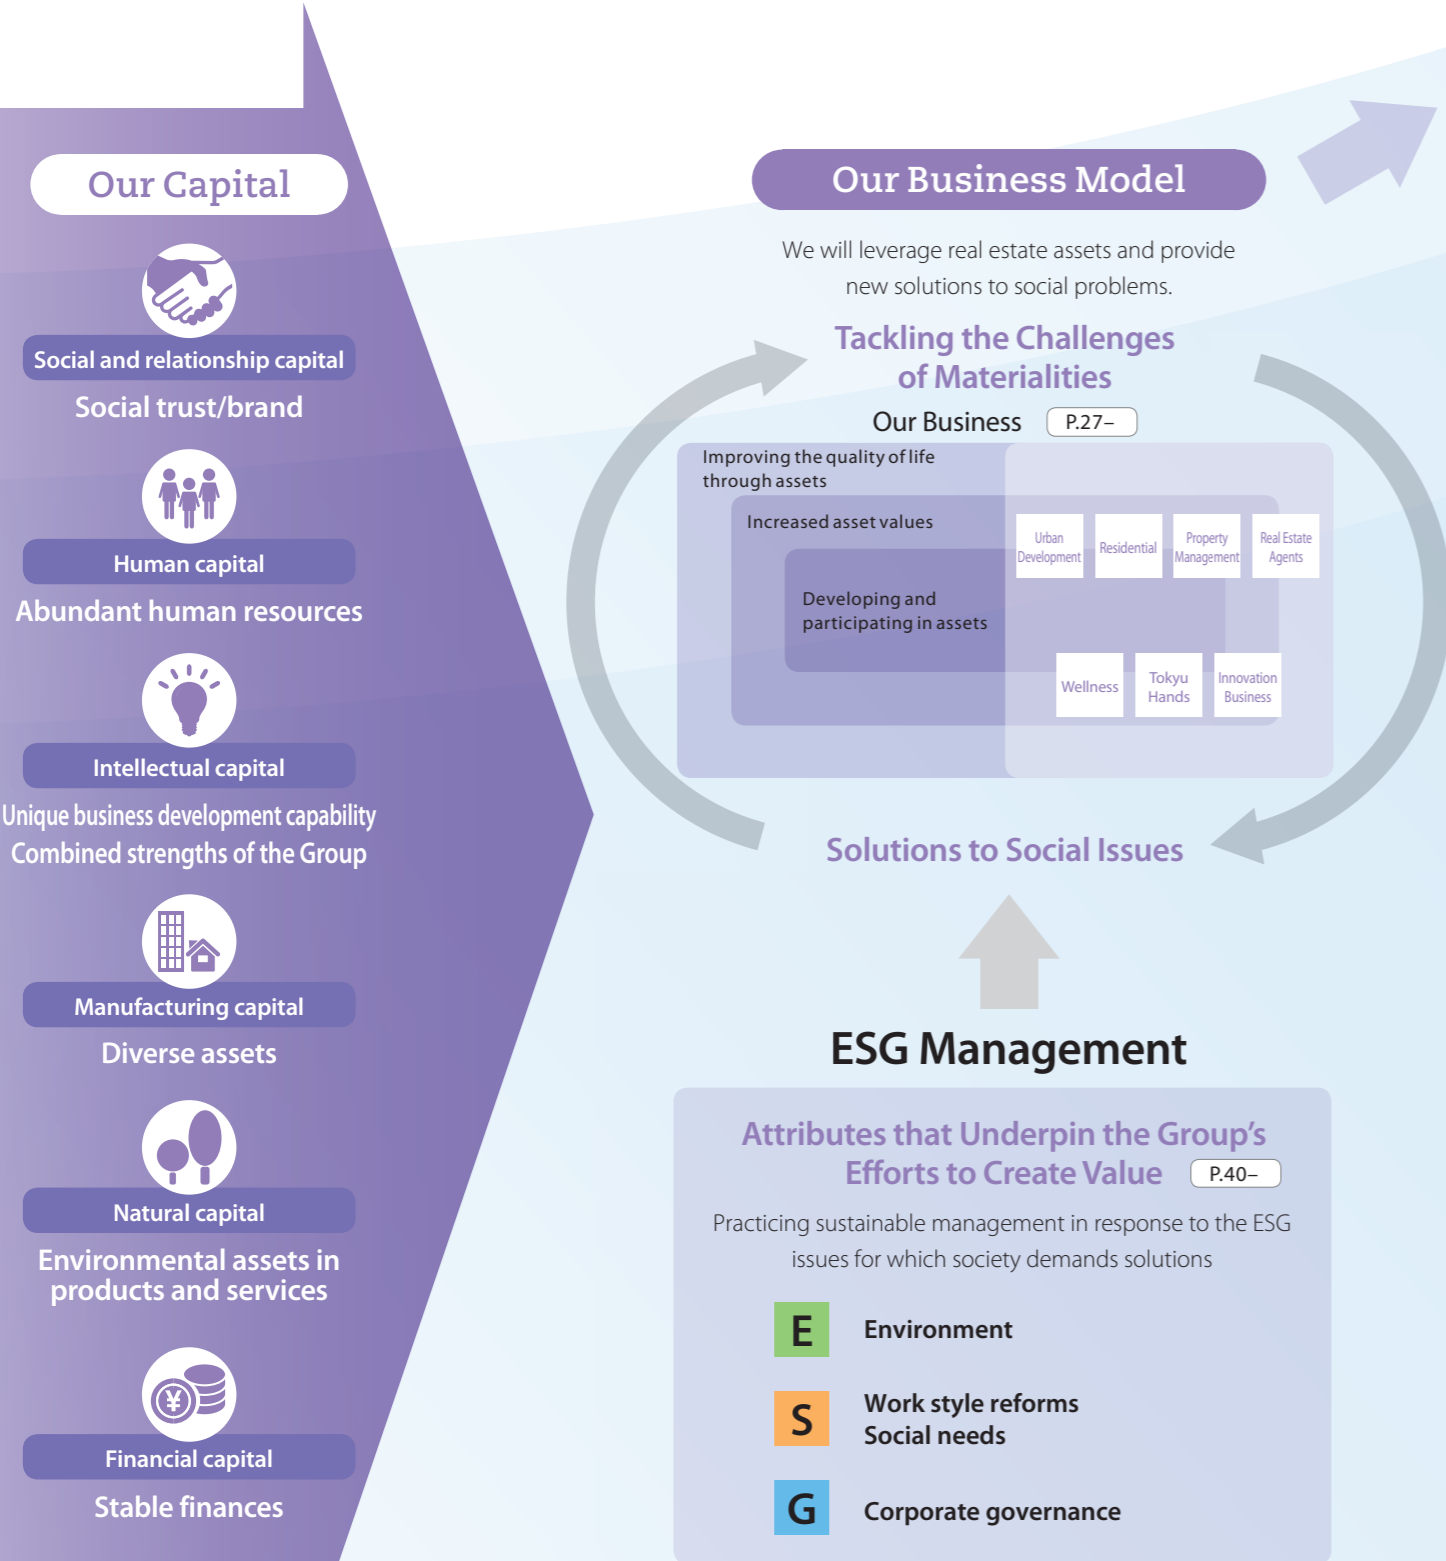 Our Capital
Social and relationship capital
Social trust/brand
Human capital
Abundant human resources
Intellectual capital
Unique business development capability
Combined strengths of the Group
Manufacturing capital
Diverse assets
Natural capital
Environmental assets in
products and services
¥
Financial capital
Stable finances
Our Business Model
We will leverage real estate assets and provide
new solutions to social problems.
Tackling the Challenges
of Materialities
Our Business P.27–
Improving the quality of life
through assets
Increased asset values
Developing and
participating in assets
Urban
Development
Residential
Property
Management
Real Estate
Agents
Wellness
Tokyu
Hands
Innovation
Business
Solutions to Social Issues
ESG Management
Attributes that Underpin the Group’s
Efforts to Create Value P.40–
Practicing sustainable management in response to the ESG
issues for which society demands solutions
E Environment
S Work style reforms
Social needs
G Corporate governance